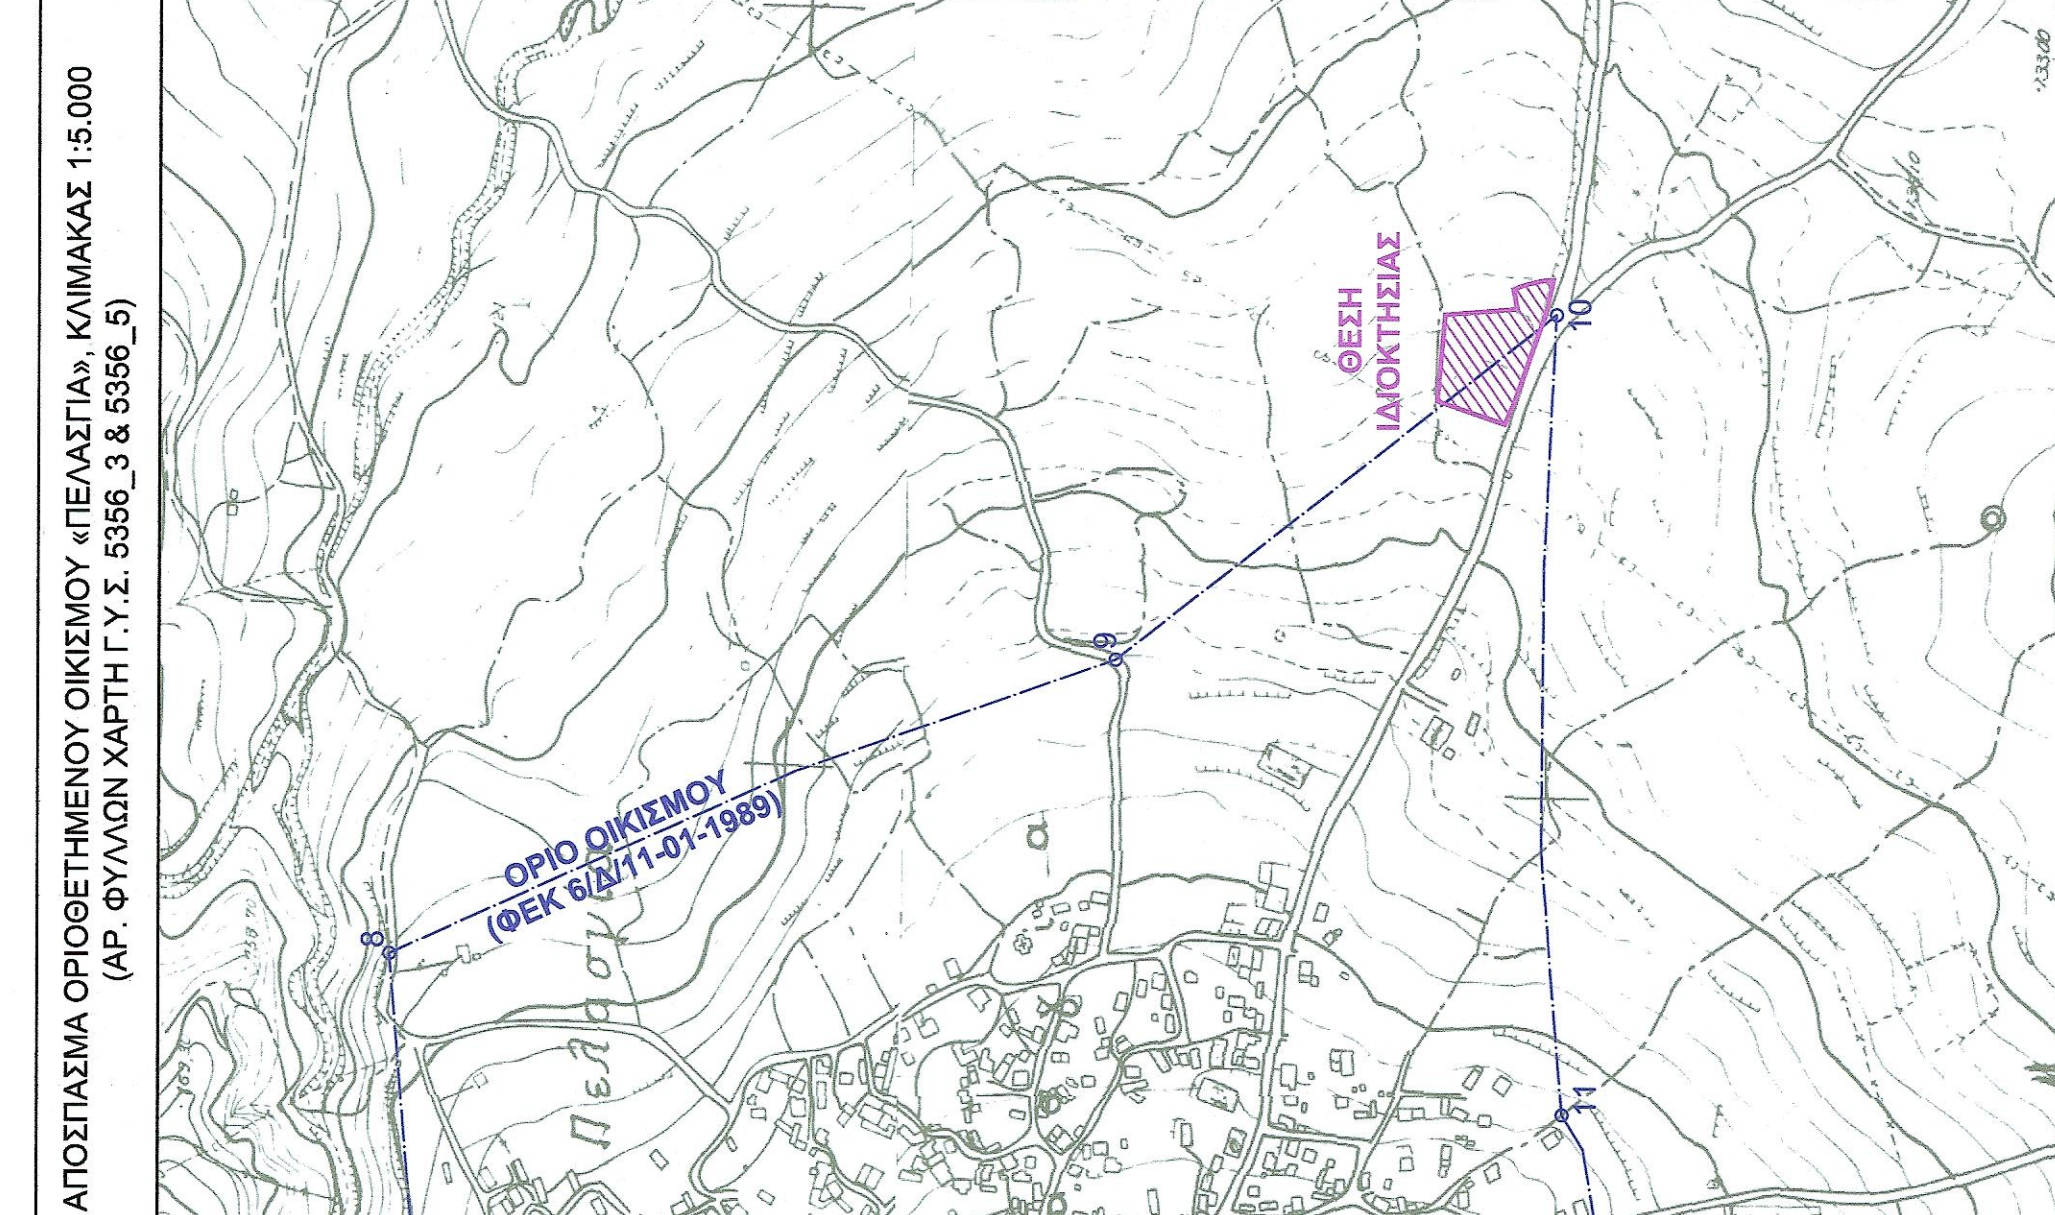 ΑΠΟΣΠΑΣΜΑ ΟΡΙΟΘΕΤΗΜΕΝΟΥ ΟΙΚΙΣΜΟΥ «ΠΕΛΑΣΓΙΑ», ΚΛΙΜΑΚΑΣ 1:5.000
(ΑΡ. ΦΥΛΛΩΝ ΧΑΡΤΗ Γ.Υ.Σ. 5356_3 & 5356_5)
ΘΕΣΗ
ΙΔΙΟΚΤΗΣΙΑΣ
10
9
ΟΡΙΟ ΟΙΚΙΣΜΟΥ
(ΦΕΚ 6/Δ/11-01-1989)
8
11